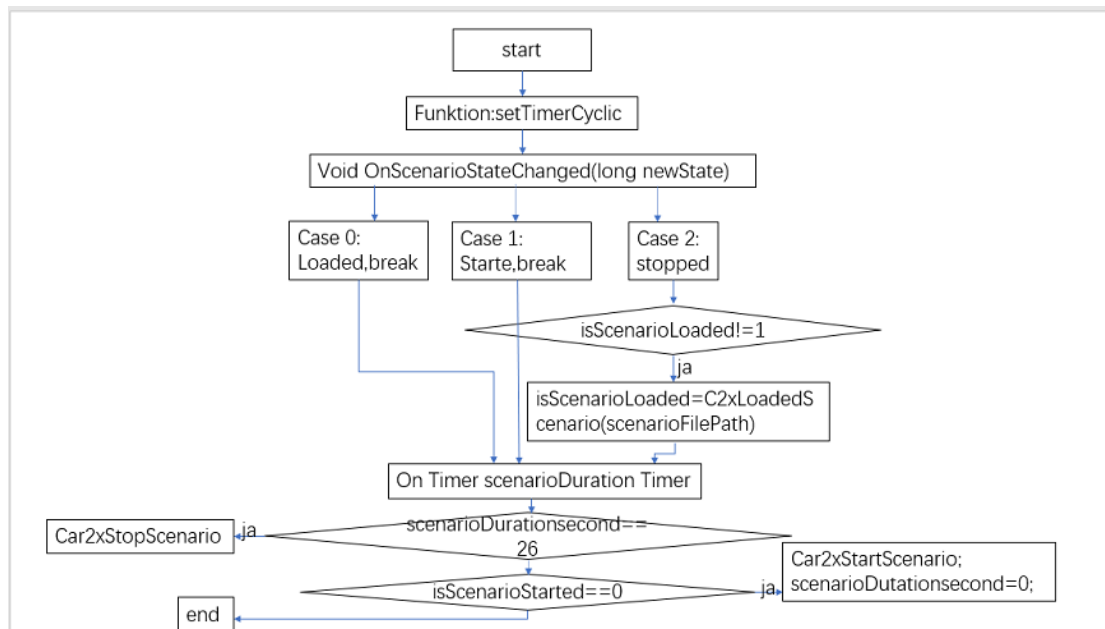 start
Funktion:setTimerCyclic
Void OnScenarioStateChanged(long newState)
Case 0:
Loaded,break
Case 1:
Starte,break
Case 2:
stopped
isScenarioLoaded!=1
ja
isScenarioLoaded=C2xLoadedS
cenario(scenarioFilePath)
On Timer scenarioDuration Timer
scenarioDurationsecond==
26
ja
Car2xStopScenario
isScenarioStarted==0
ja
Car2xStartScenario;
scenarioDutationsecond=0;
end